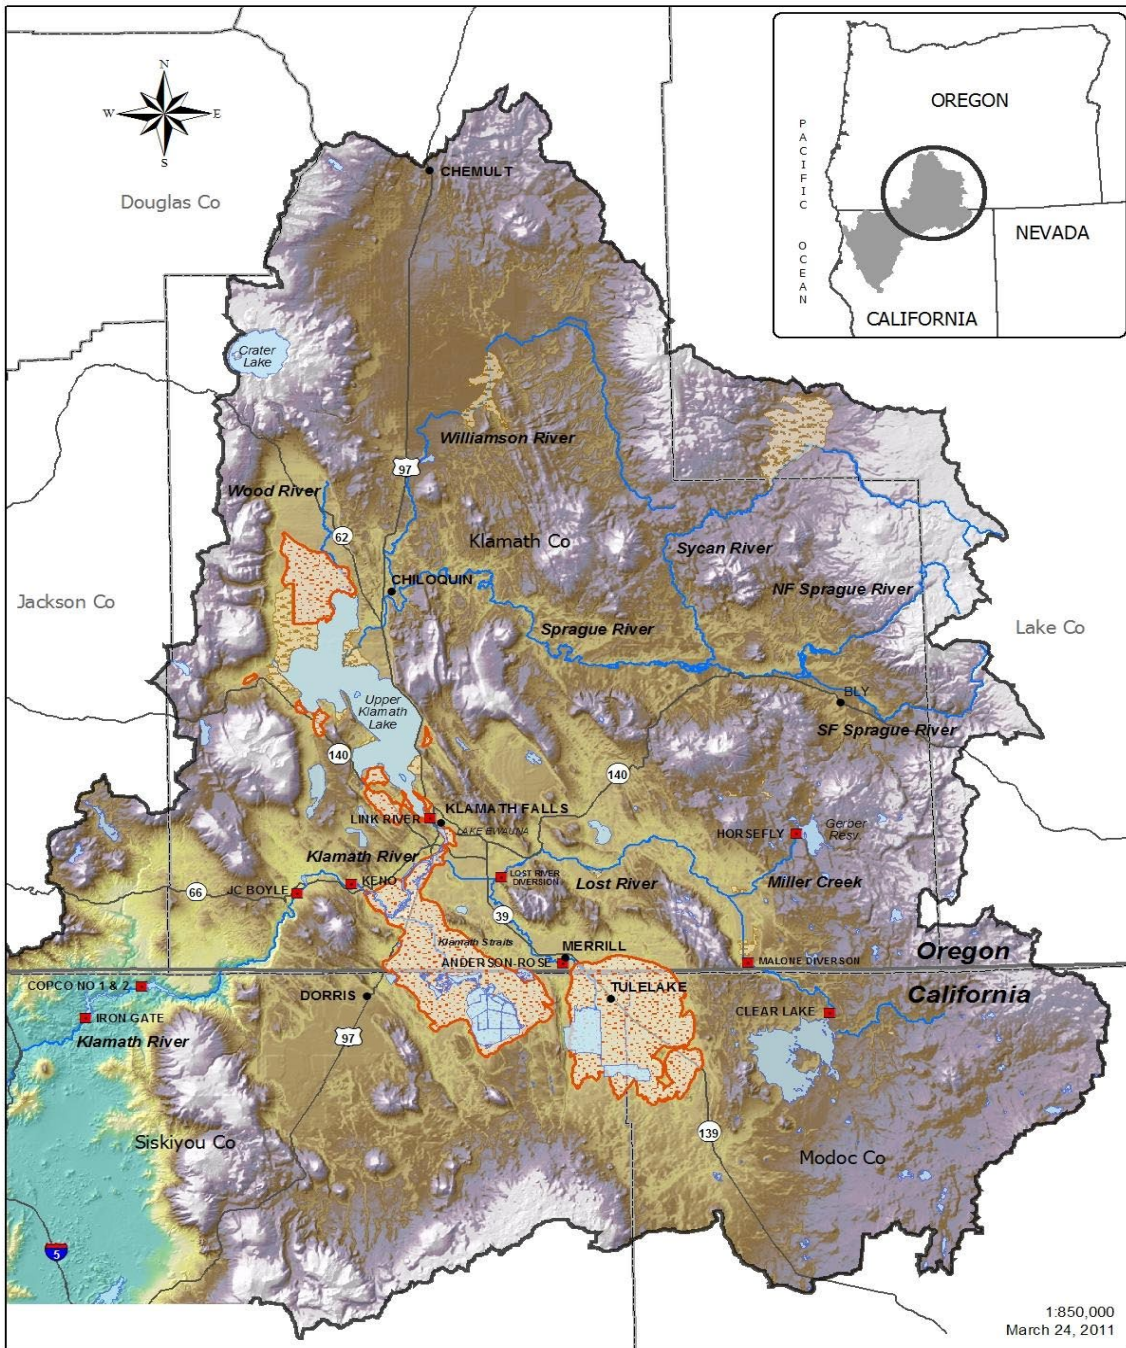 N
W
E
S
Douglas Co
CHEMULT
OREGON
PACIFIC OCEAN
NEVADA
CALIFORNIA
Crater
Lake
Williamson River
97
Wood River
62
Klamath Co
Sycan River
CHILOQUIN
NF Sprague River
Jackson Co
Sprague River
Lake Co
Upper
Klamath
Lake
BLY
SF Sprague River
140
140
KLAMATH FALLS
LINK RIVER
LAKE EWAUNA
HORSEFLY
Gerber
Resv.
Klamath River
KENO
LOST RIVER
DIVERSION
Lost River
Miller Creek
66
JC BOYLE
39
Klamath Straits
MERRILL
ANDERSON-ROSE
MALONE DIVERSON
Oregon
California
COPCO NO 1 & 2
DORRIS
TULELAKE
CLEAR LAKE
IRON GATE
Klamath River
97
Siskiyou Co
139
Modoc Co
5
1:850,000
March 24, 2011